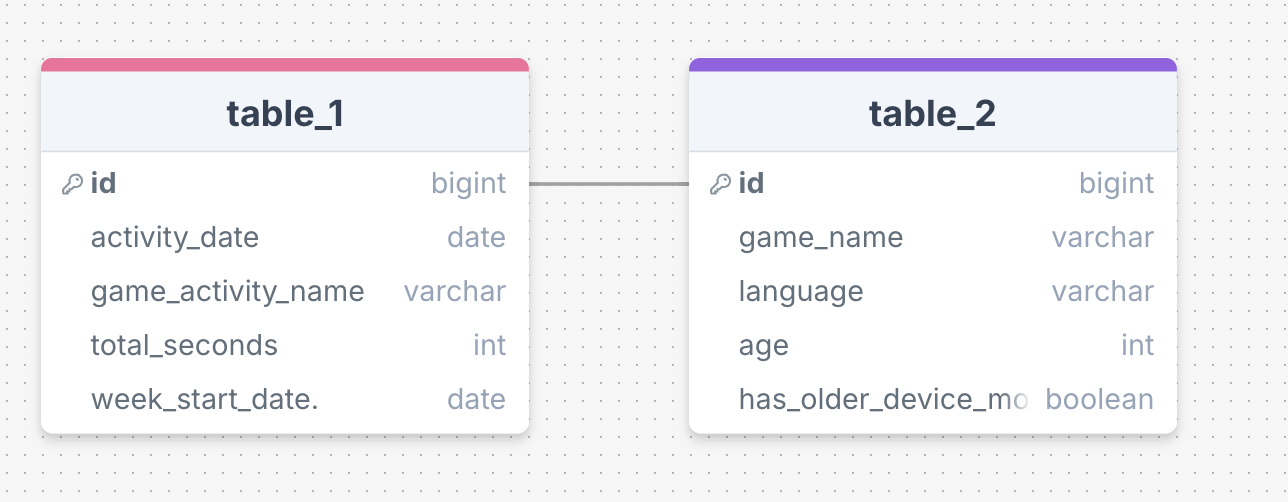 table_1
id bigint
activity_date date
game_activity_name varchar
total_seconds int
week_start_date. date
table_2
id bigint
game_name varchar
language varchar
age int
has_older_device_mo boolean